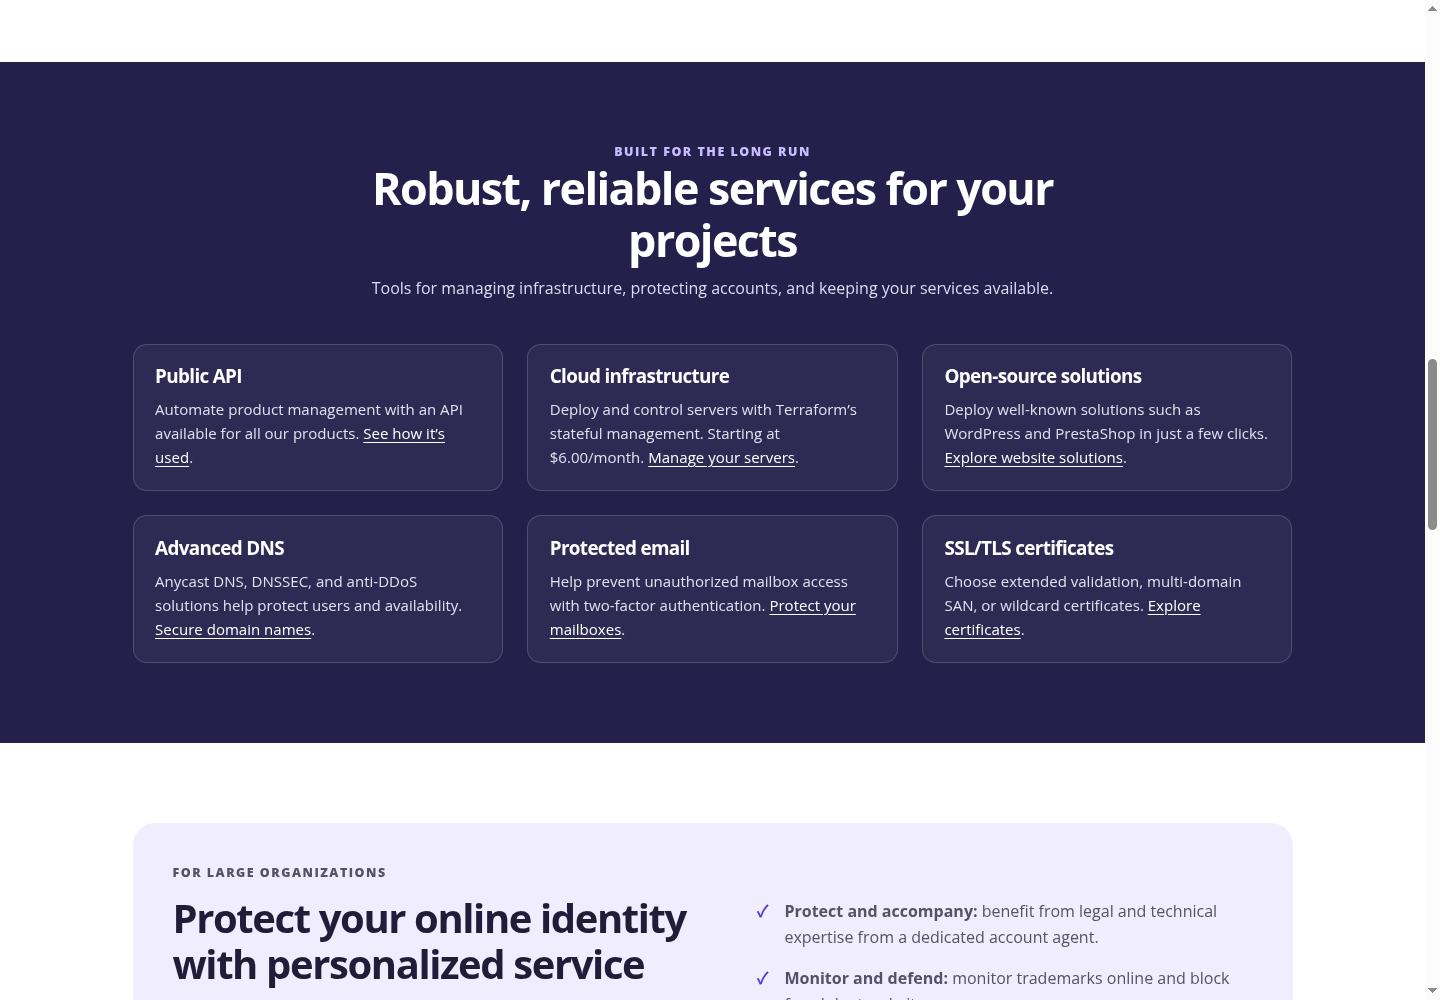 BUILT FOR THE LONG RUN
Robust, reliable services for your
projects
Tools for managing infrastructure, protecting accounts, and keeping your services available.
Public API
Automate product management with an API
available for all our products. See how it’s
used.
Cloud infrastructure
Deploy and control servers with Terraform’s
stateful management. Starting at
$6.00/month. Manage your servers.
Open-source solutions
Deploy well-known solutions such as
WordPress and PrestaShop in just a few clicks.
Explore website solutions.
Advanced DNS
Anycast DNS, DNSSEC, and anti-DDoS
solutions help protect users and availability.
Secure domain names.
Protected email
Help prevent unauthorized mailbox access
with two-factor authentication. Protect your
mailboxes.
SSL/TLS certificates
Choose extended validation, multi-domain
SAN, or wildcard certificates. Explore
certificates.
FOR LARGE ORGANIZATIONS
Protect your online identity
with personalized service
✓ Protect and accompany: benefit from legal and technical
expertise from a dedicated account agent.
✓ Monitor and defend: monitor trademarks online and block